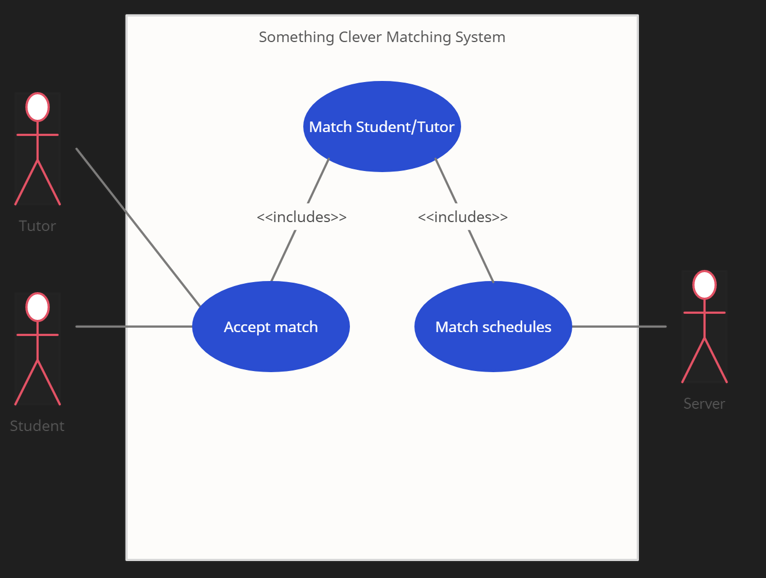 Something Clever Matching System
Match Student/Tutor
Tutor
<<includes>>
<<includes>>
Accept match
Match schedules
Student
Server